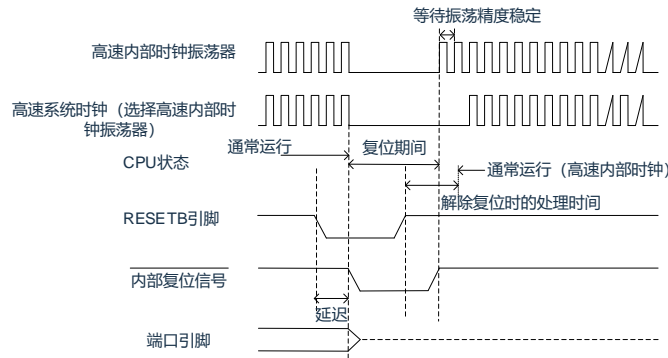 等待振荡精度稳定
高速内部时钟振荡器
高速系统时钟（选择高速内部时
钟振荡器）
通常运行
复位期间
CPU状态
通常运行（高速内部时钟）
解除复位时的处理时间
RESETB引脚
内部复位信号
延迟
端口引脚